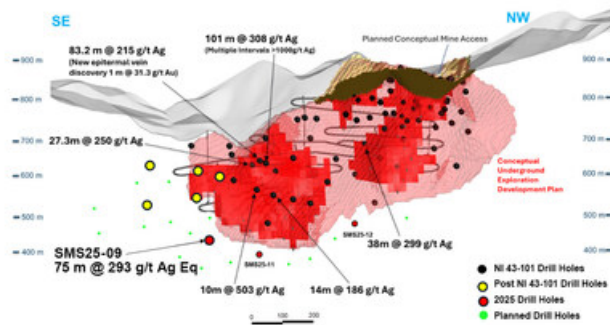 SE
NW
101 m @ 308 g/t Ag
(Multiple Intervals >1000g/t Ag)
Planned Conceptual Mine Access
83.2 m @ 215 g/t Ag
(New epitermal vein
discovery 1 m @ 31.3 g/t Au)
900 m
900 m
800 m
800 m
27.3m @ 250 g/t Ag
700 m
700 m
600 m
600 m
Conceptual
Underground
Exploration
Development Plan
500 m
500 m
SMS25-12
SMS25-09
75 m @ 293 g/t Ag Eq
400 m
400 m
SMS25-11
38m @ 299 g/t Ag
10m @ 503 g/t Ag
14m @ 186 g/t Ag
NI 43-101 Drill Holes
Post NI 43-101 Drill Holes
2025 Drill Holes
Planned Drill Holes
0 100 200